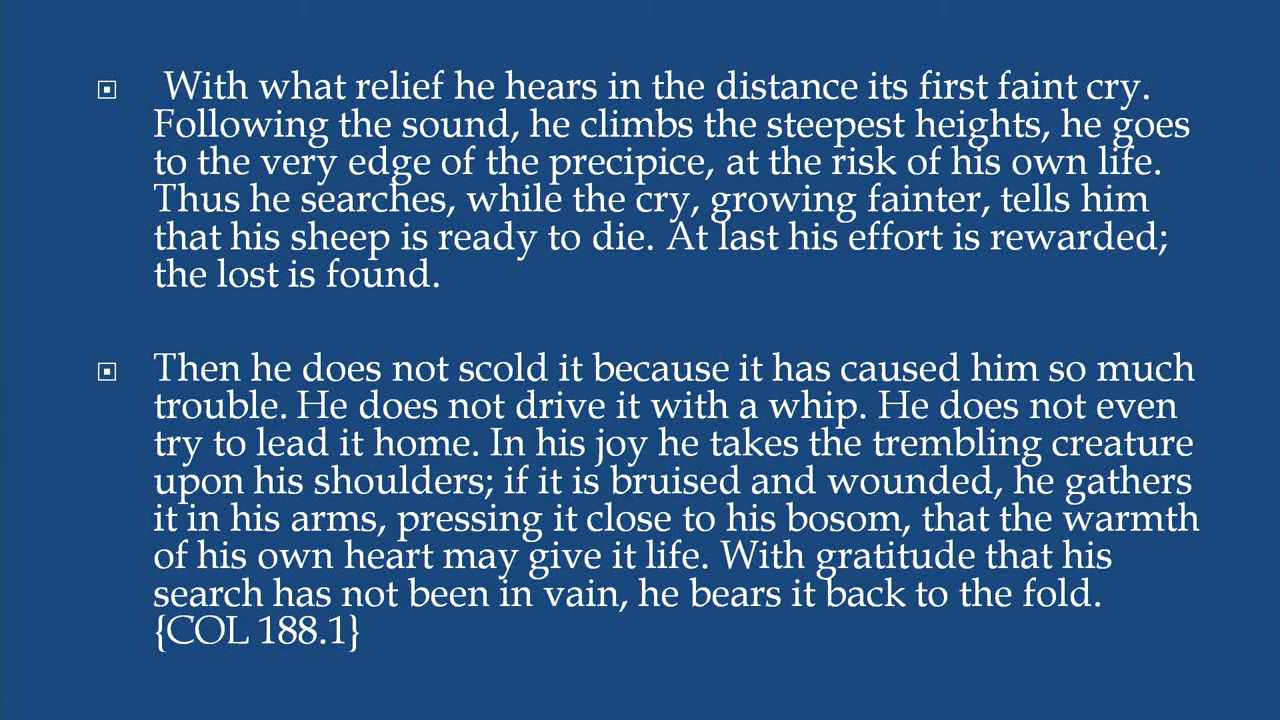 With what relief he hears in the distance its first faint cry.
Following the sound, he climbs the steepest heights, he goes
to the very edge of the precipice, at the risk of his own life.
Thus he searches, while the cry, growing fainter, tells him
that his sheep is ready to die. At last his effort is rewarded;
the lost is found.
Then he does not scold it because it has caused him so much
trouble. He does not drive it with a whip. He does not even
try to lead it home. In his joy he takes the trembling creature
upon his shoulders; if it is bruised and wounded, he gathers
it in his arms, pressing it close to his bosom, that the warmth
of his own heart may give it life. With gratitude that his
search has not been in vain, he bears it back to the fold.
{COL 188.1}